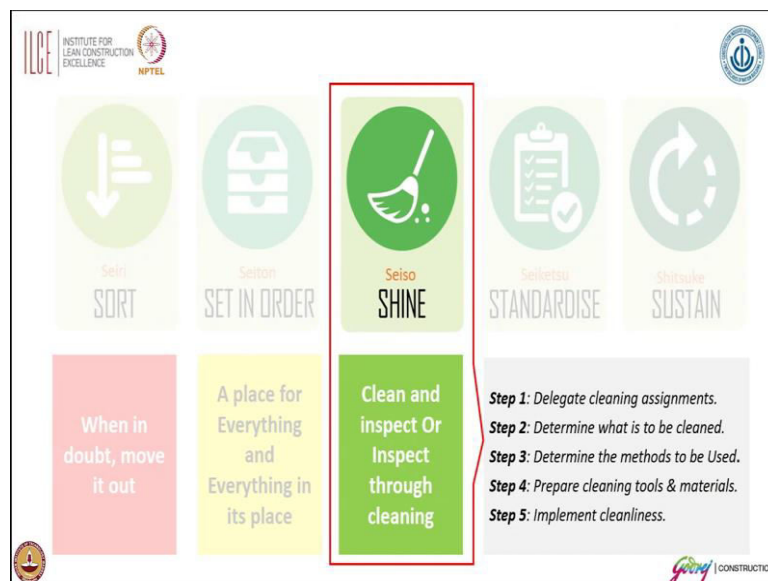 ILCE
INSTITUTE FOR
LEAN CONSTRUCTION
EXCELLENCE
NPTEL
Seiri
SORT
Seiton
SET IN ORDER
Seiso
SHINE
Seiketsu
STANDARDISE
Shitsuke
SUSTAIN
When in
doubt, move
it out
A place for
Everything
and
Everything in
its place
Clean and
inspect Or
Inspect
through
cleaning
Step 1: Delegate cleaning assignments.
Step 2: Determine what is to be cleaned.
Step 3: Determine the methods to be Used.
Step 4: Prepare cleaning tools & materials.
Step 5: Implement cleanliness.
Godrej | CONSTRUCTIO